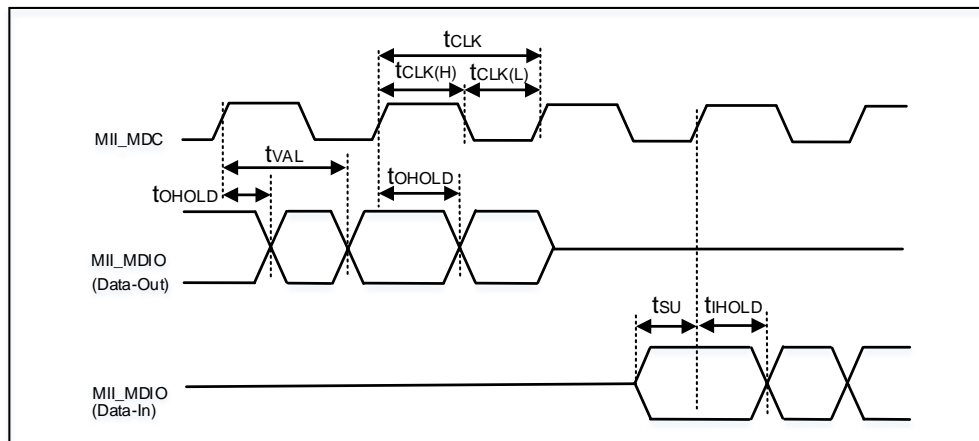 tCLK
tCLK(H) tCLK(L)
MII_MDC
tVAL
tOHOLD tOHOLD
MII_MDIO
(Data-Out)
tSU tIHOLD
MII_MDIO
(Data-In)